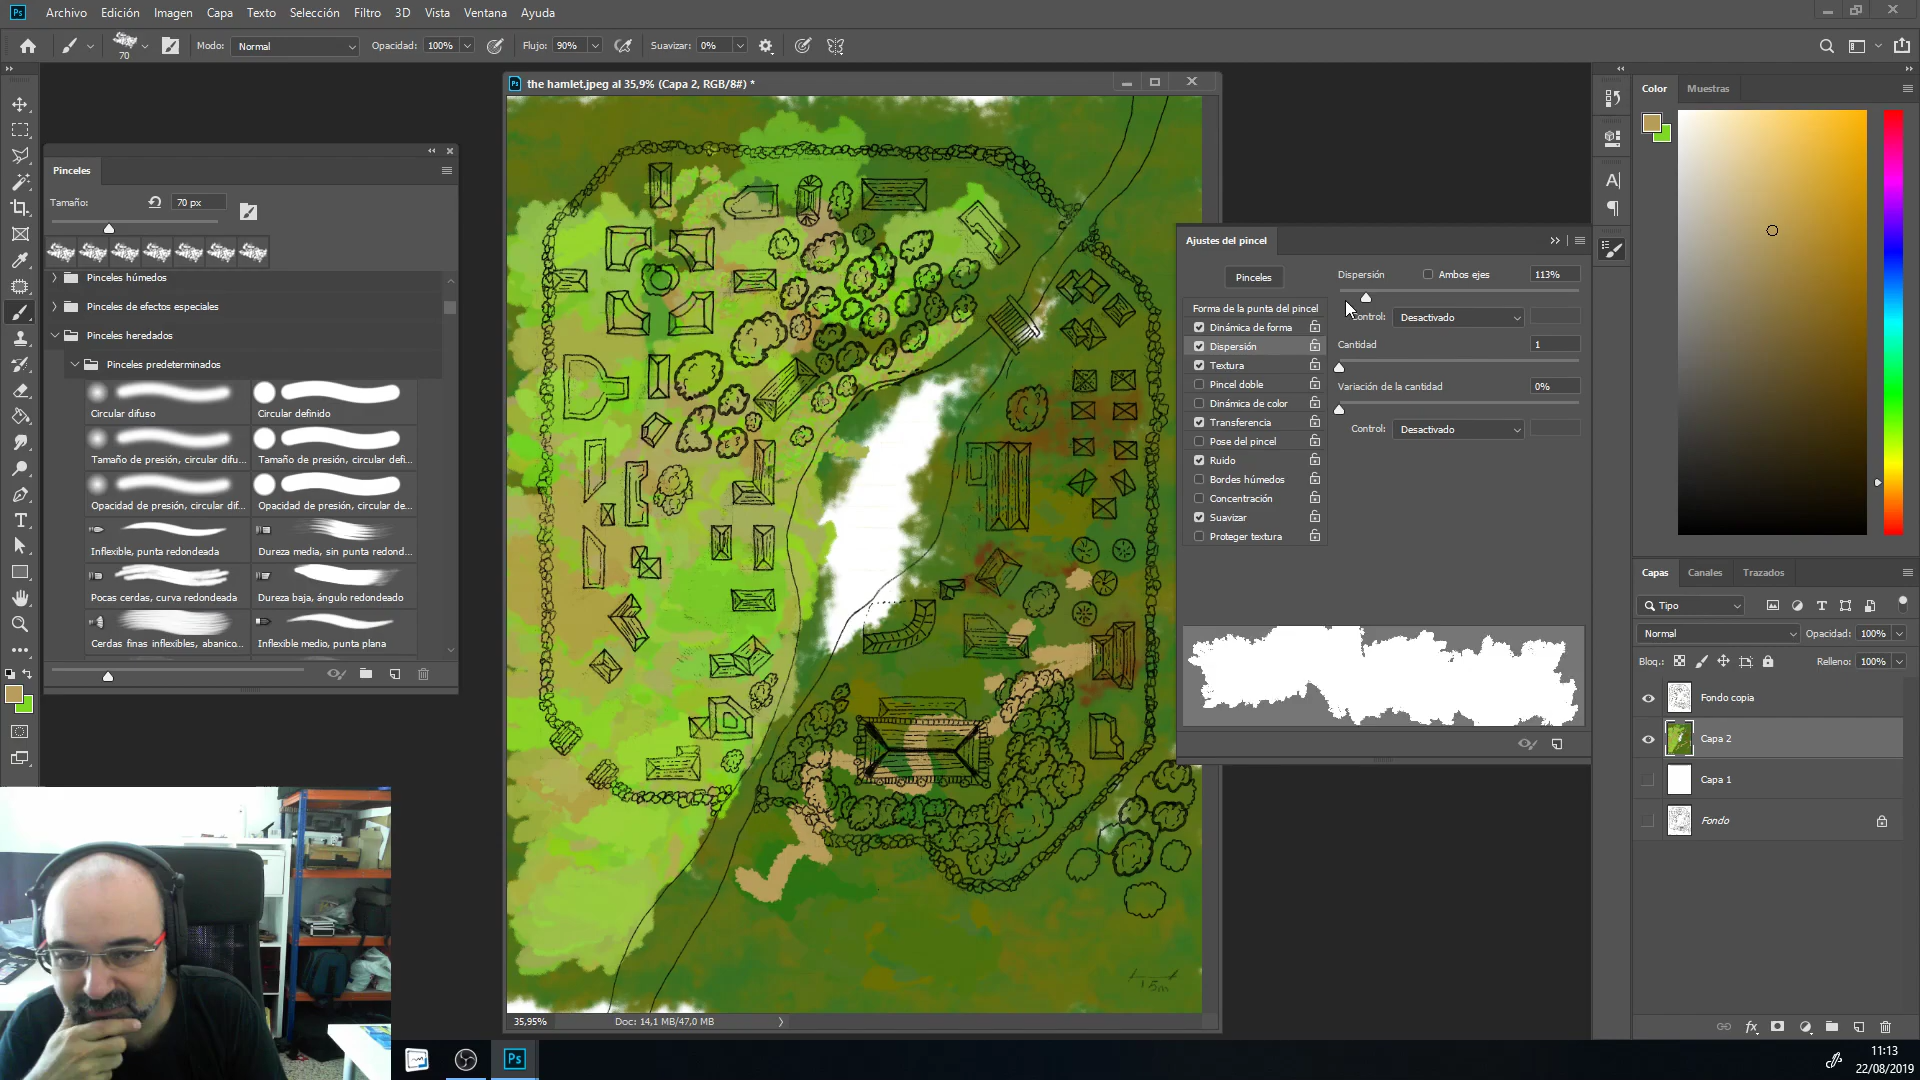 Ps Archivo Edición Imagen Capa Texto Selección Filtro 3D Vista Ventana Ayuda
70 Modo: Normal Opacidad: 100% Flujo: 90% Suavizar: 0%
the hamlet.jpeg al 35,9% (Capa 2, RGB/8#) *
Pinceles
Tamaño: 70 px
Pinceles húmedos
Pinceles de efectos especiales
Pinceles heredados
Pinceles predeterminados
Circular difuso Circular definido
Tamaño de presión, circular difu... Tamaño de presión, circular defi...
Opacidad de presión, circular dif... Opacidad de presión, circular de...
Inflexible, punta redondeada Dureza media, sin punta redond...
Pocas cerdas, curva redondeada Dureza baja, ángulo redondeado
Cerdas finas inflexibles, abanico... Inflexible medio, punta plana
15m
35,95% Doc: 14,1 MB/47,0 MB
Ajustes del pincel
Pinceles
Forma de la punta del pincel
Dinámica de forma
Dispersión
Textura
Pincel doble
Dinámica de color
Transferencia
Pose del pincel
Ruido
Bordes húmedos
Concentración
Suavizar
Proteger textura
Dispersión Ambos ejes 113%
Control: Desactivado
Cantidad 1
Variación de la cantidad 0%
Control: Desactivado
Color Muestras
Capas Canales Trazados
Tipo
Normal Opacidad: 100%
Bloq.: Relleno: 100%
Fondo copia
Capa 2
Capa 1
Fondo
fx
Ps
11:13
22/08/2019